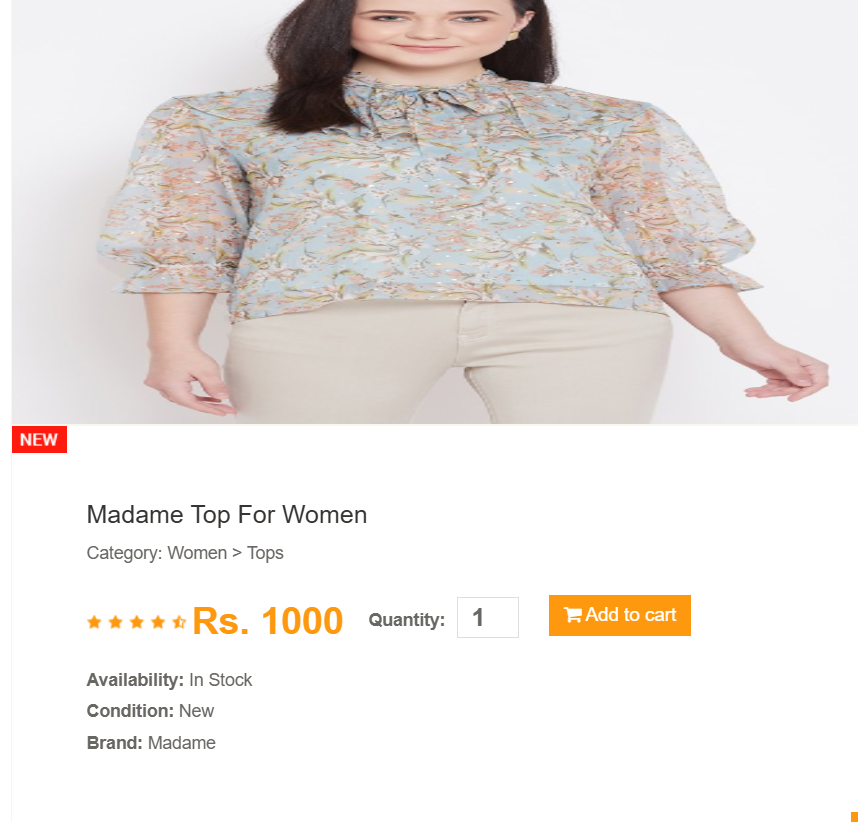 NEW
Madame Top For Women
Category: Women > Tops
Rs. 1000 Quantity: 1 Add to cart
Availability: In Stock
Condition: New
Brand: Madame